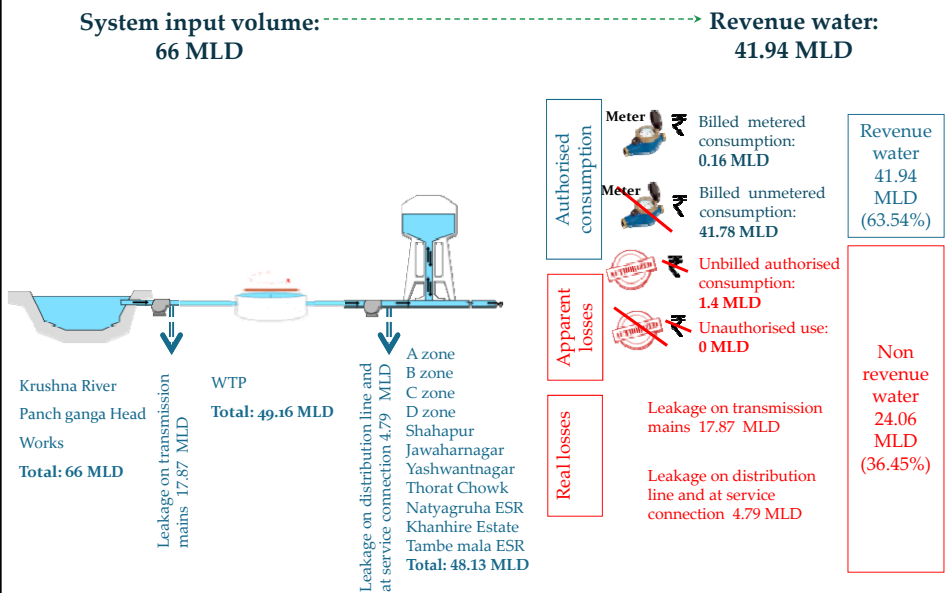 System input volume:
66 MLD
Revenue water:
41.94 MLD
Krushna River
Panch ganga Head
Works
Total: 66 MLD
Leakage on transmission
mains 17.87 MLD
WTP
Total: 49.16 MLD
Leakage on distribution line and
at service connection 4.79 MLD
A zone
B zone
C zone
D zone
Shahapur
Jawaharnagar
Yashwantnagar
Thorat Chowk
Natyagruha ESR
Khanhire Estate
Tambe mala ESR
Total: 48.13 MLD
Authorised
consumption
Meter ₹
Billed metered
consumption:
0.16 MLD
Meter ₹
Billed unmetered
consumption:
41.78 MLD
Revenue
water
41.94
MLD
(63.54%)
Apparent
losses
₹
Unbilled authorised
consumption:
1.4 MLD
₹
Unauthorised use:
0 MLD
Real losses
Leakage on transmission
mains 17.87 MLD
Leakage on distribution
line and at service
connection 4.79 MLD
Non
revenue
water
24.06
MLD
(36.45%)